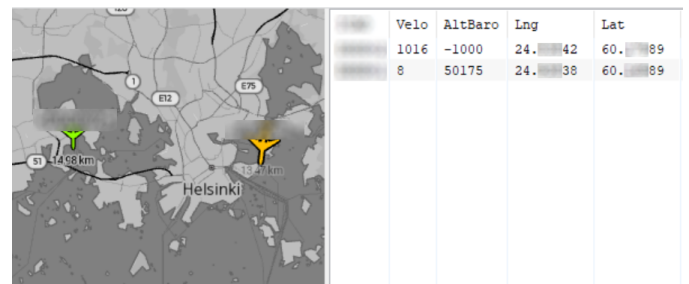 120
1
E12
E75
51
14.98 km
13.47 km
Helsinki
Velo AltBaro Lng Lat
1016 -1000 24. 42 60. 89
8 50175 24. 38 60. 89